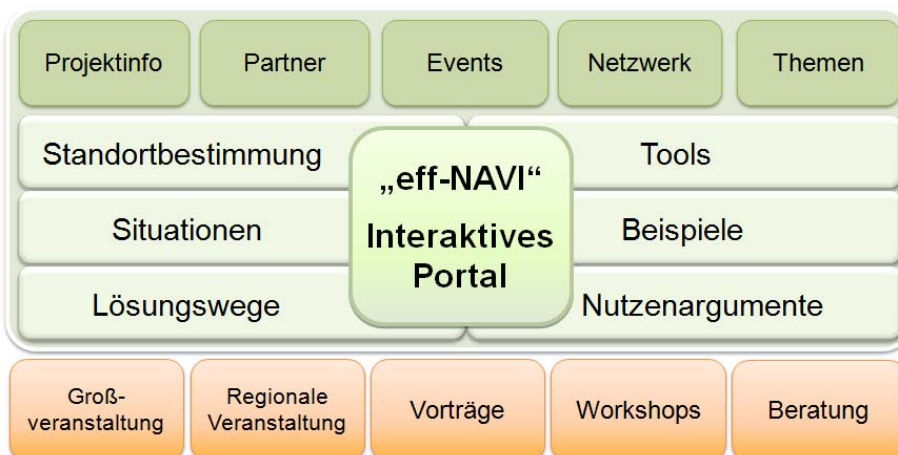 Projektinfo
Partner
Events
Netzwerk
Themen
Standortbestimmung
Tools
„eff-NAVI“
Interaktives
Portal
Situationen
Beispiele
Lösungswege
Nutzenargumente
Groß-
veranstaltung
Regionale
Veranstaltung
Vorträge
Workshops
Beratung